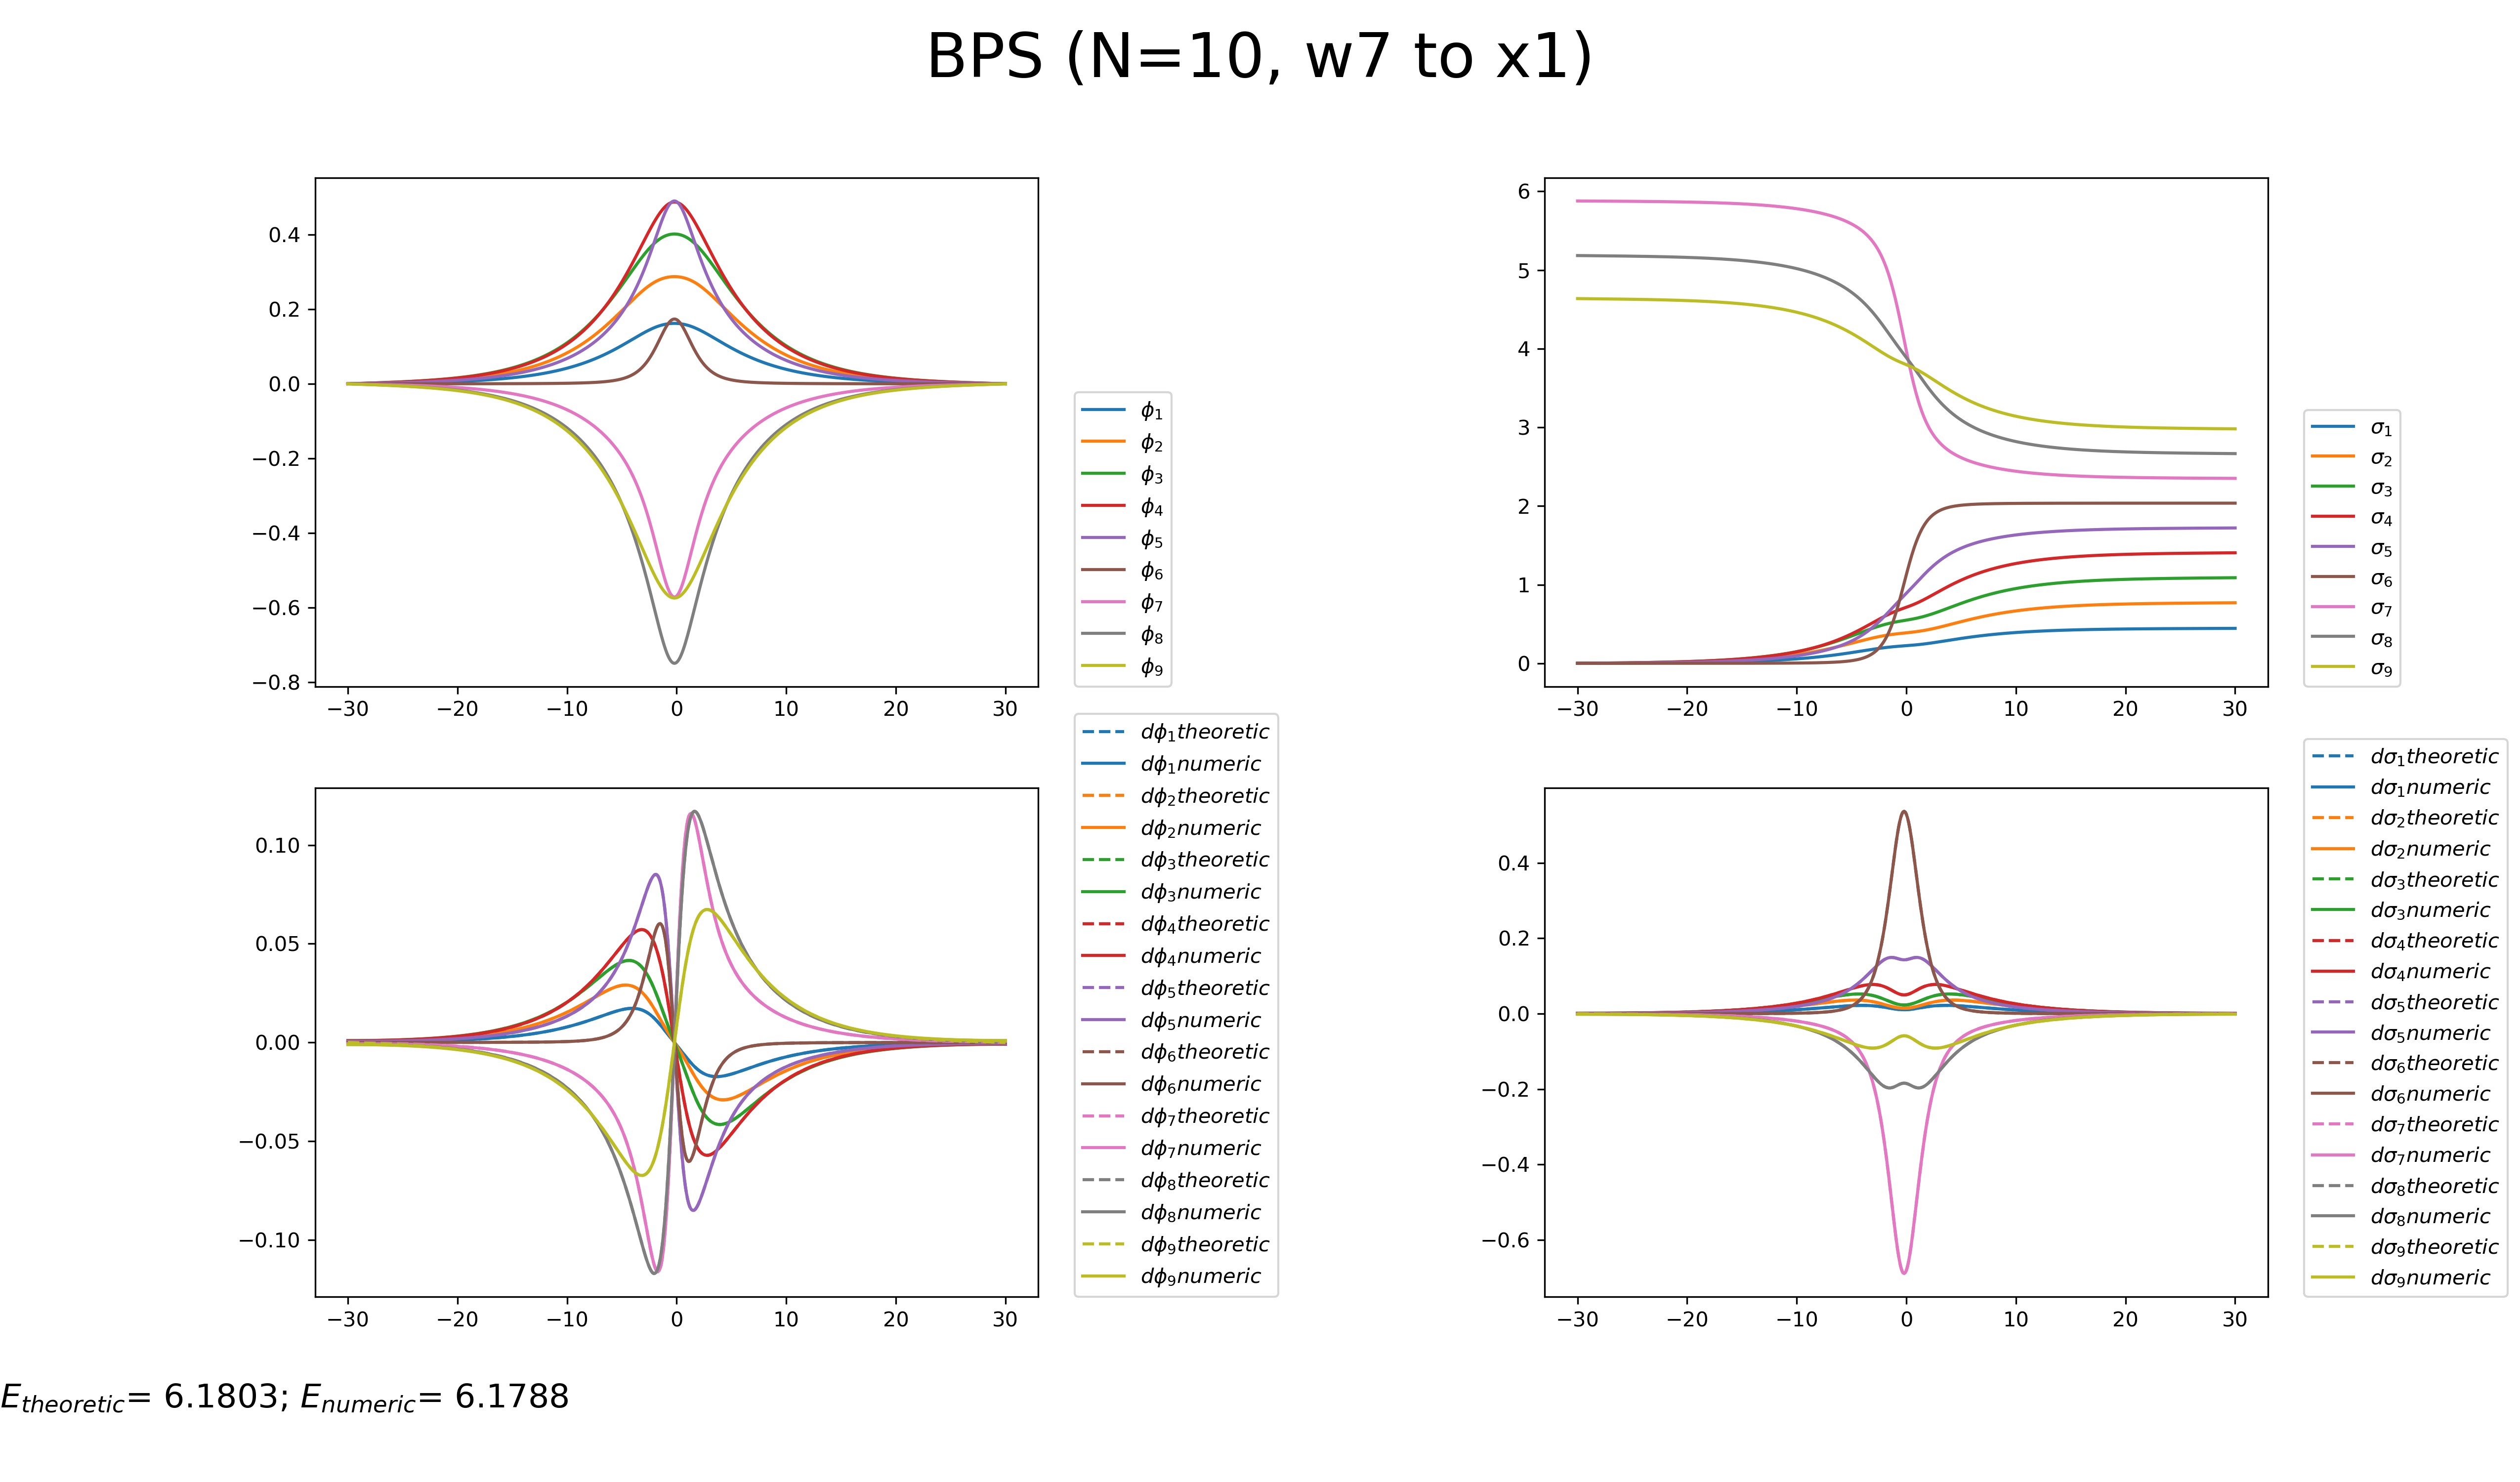 BPS (N=10, w7 to x1)
0.4
0.2
0.0
−0.2
−0.4
−0.6
−0.8
−30 −20 −10 0 10 20 30
ϕ1
ϕ2
ϕ3
ϕ4
ϕ5
ϕ6
ϕ7
ϕ8
ϕ9
6
5
4
3
2
1
0
−30 −20 −10 0 10 20 30
σ1
σ2
σ3
σ4
σ5
σ6
σ7
σ8
σ9
0.10
0.05
0.00
−0.05
−0.10
−30 −20 −10 0 10 20 30
dϕ1theoretic
dϕ1numeric
dϕ2theoretic
dϕ2numeric
dϕ3theoretic
dϕ3numeric
dϕ4theoretic
dϕ4numeric
dϕ5theoretic
dϕ5numeric
dϕ6theoretic
dϕ6numeric
dϕ7theoretic
dϕ7numeric
dϕ8theoretic
dϕ8numeric
dϕ9theoretic
dϕ9numeric
0.4
0.2
0.0
−0.2
−0.4
−0.6
−30 −20 −10 0 10 20 30
dσ1theoretic
dσ1numeric
dσ2theoretic
dσ2numeric
dσ3theoretic
dσ3numeric
dσ4theoretic
dσ4numeric
dσ5theoretic
dσ5numeric
dσ6theoretic
dσ6numeric
dσ7theoretic
dσ7numeric
dσ8theoretic
dσ8numeric
dσ9theoretic
dσ9numeric
Etheoretic= 6.1803; Enumeric= 6.1788